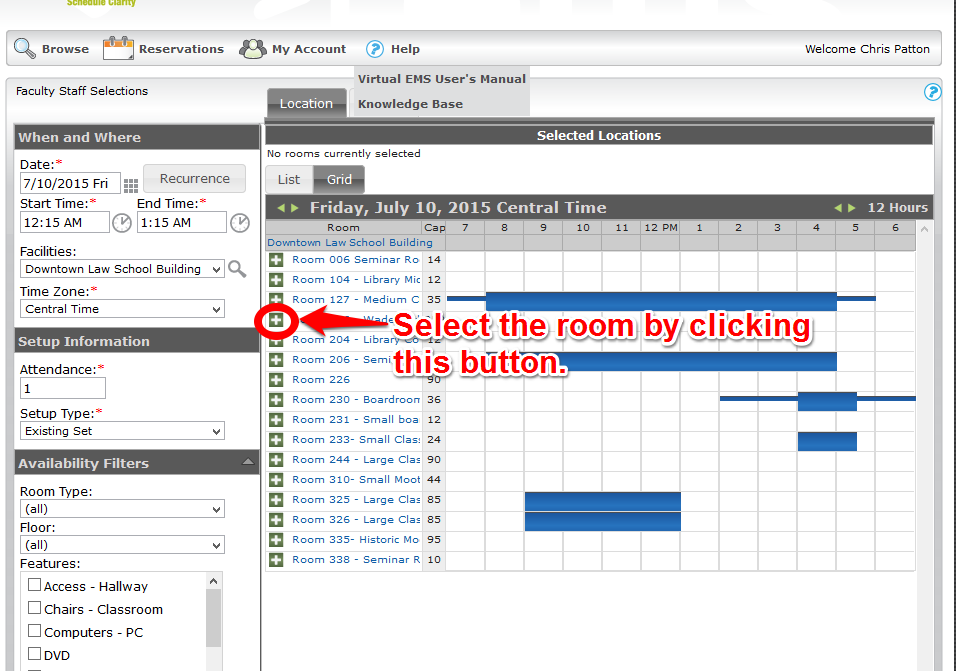 Schedule Clarity
Browse Reservations My Account ? Help Welcome Chris Patton
Virtual EMS User's Manual
Knowledge Base
Faculty Staff Selections ?
Location
When and Where
Date:*
7/10/2015 Fri Recurrence
Start Time:* End Time:*
12:15 AM 1:15 AM
Facilities:
Downtown Law School Building
Time Zone:*
Central Time
Setup Information
Attendance:*
1
Setup Type:*
Existing Set
Availability Filters
Room Type:
(all)
Floor:
(all)
Features:
Access - Hallway
Chairs - Classroom
Computers - PC
DVD
Selected Locations
No rooms currently selected
List Grid
Friday, July 10, 2015 Central Time 12 Hours
Room Cap 7 8 9 10 11 12 PM 1 2 3 4 5 6
Downtown Law School Building
Room 006 Seminar Ro 14
Room 104 - Library Mic 12
Room 127 - Medium C 35
Select the room by clicking
this button.
Room 204 - Library Co 12
Room 206 - Semi
Room 226 90
Room 230 - Boardroom 36
Room 231 - Small boa 12
Room 233- Small Clas 24
Room 244 - Large Clas 90
Room 310- Small Moot 44
Room 325 - Large Clas 85
Room 326 - Large Clas 85
Room 335- Historic Mo 95
Room 338 - Seminar R 10